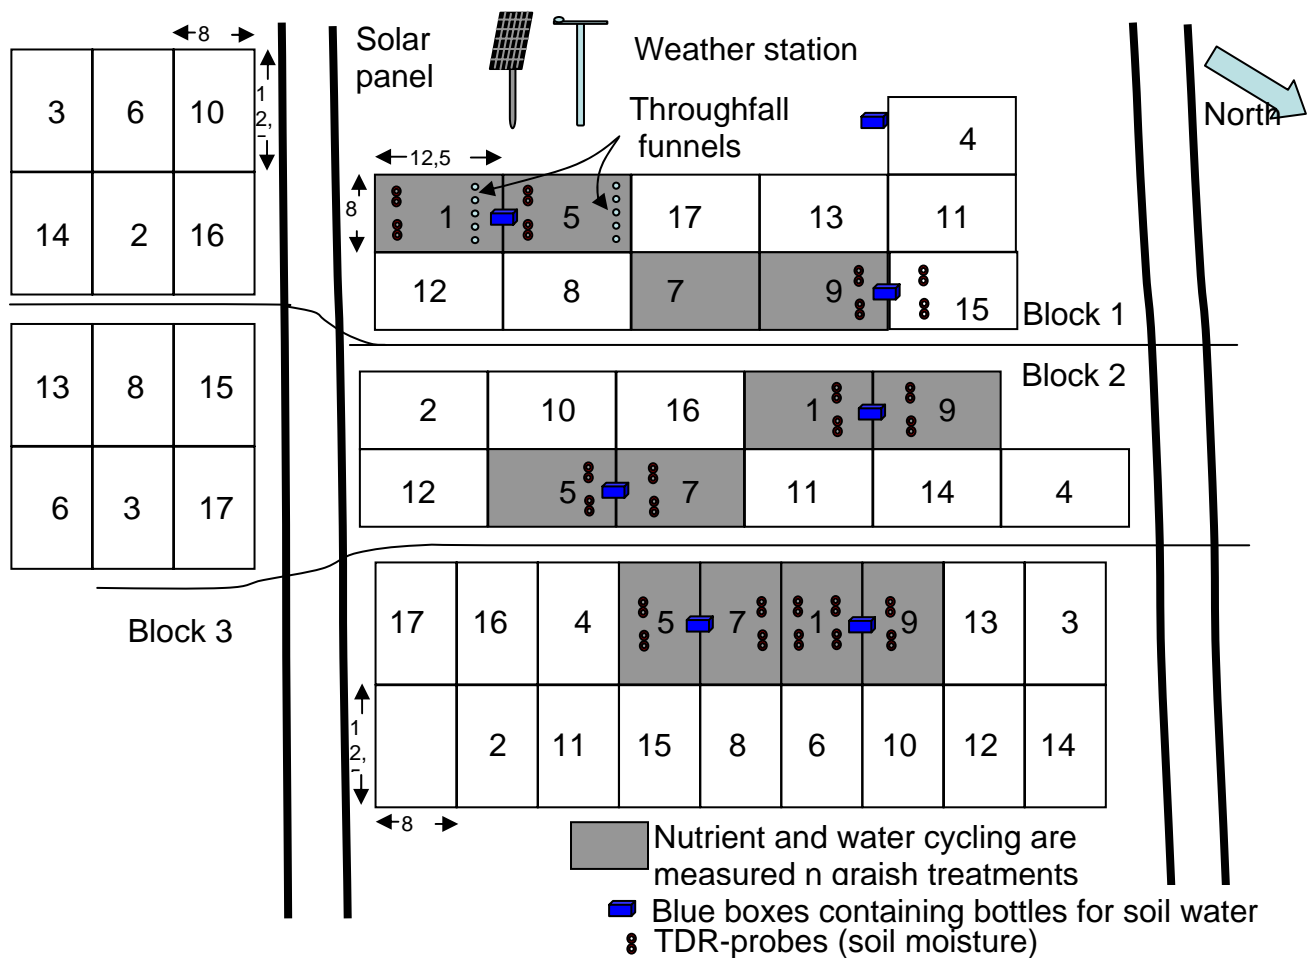 8
Solar
panel
Weather station
North
1
2,
3 6 10
Throughfall
funnels
4
12,5
14 2 16
8
1 5 17 13 11
12 8 7 9 15
Block 1
Block 2
13 8 15
2 10 16 1 9
6 3 17
12 5 7 11 14 4
Block 3
17 16 4 5 7 1 9 13 3
1
2,
2 11 15 8 6 10 12 14
8
Nutrient and water cycling are
measured n graish treatments
Blue boxes containing bottles for soil water
TDR-probes (soil moisture)